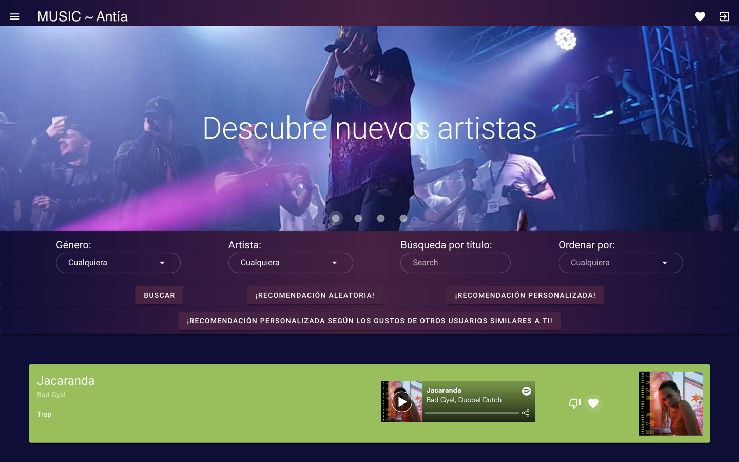 MUSIC ~ Antía
Descubre nuevos artistas
Género:
Artista:
Búsqueda por título:
Ordenar por:
Cualquiera
Cualquiera
Search
Cualquiera
BUSCAR
¡RECOMENDACIÓN ALEATORIA!
¡RECOMENDACIÓN PERSONALIZADA!
¡RECOMENDACIÓN PERSONALIZADA SEGÚN LOS GUSTOS DE OTROS USUARIOS SIMILARES A TI!
Jacaranda
Bad Gyal
Trap
Jacaranda
Bad Gyal, Dubbel Dutch